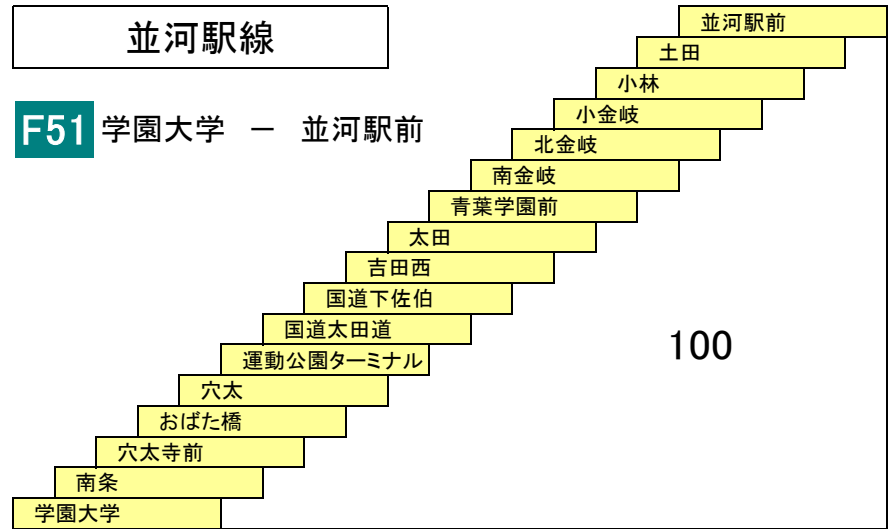 並河駅線
F51 学園大学 － 並河駅前
並河駅前
土田
小林
小金岐
北金岐
南金岐
青葉学園前
太田
吉田西
国道下佐伯
国道太田道
運動公園ターミナル
穴太
おばた橋
穴太寺前
南条
学園大学
100